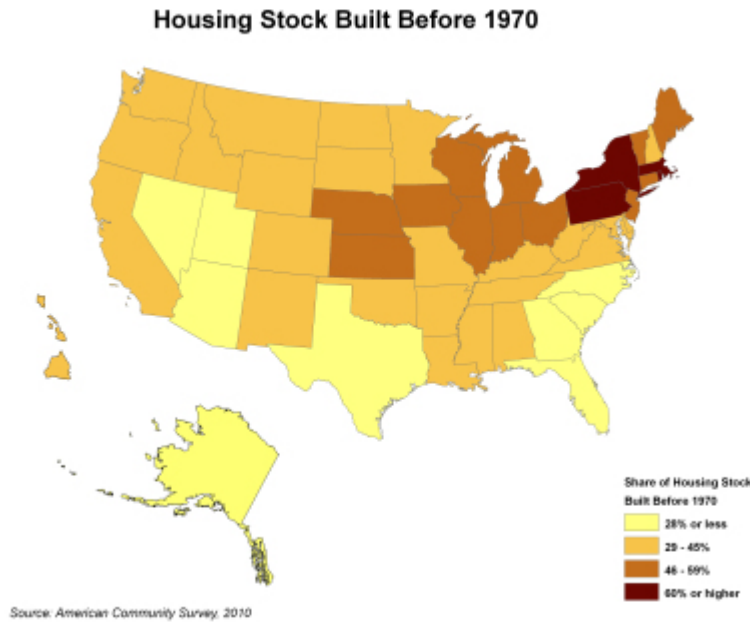 Housing Stock Built Before 1970
Share of Housing Stock
Built Before 1970
28% or less
29 - 45%
46 - 59%
60% or higher
Source: American Community Survey, 2010